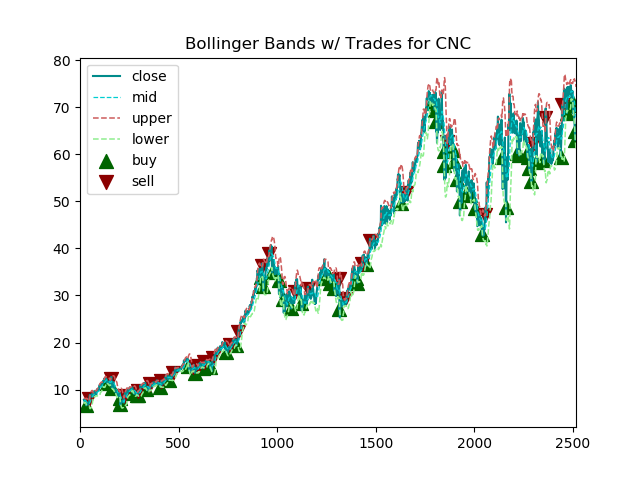 Bollinger Bands w/ Trades for CNC
close
mid
upper
lower
buy
sell
80
70
60
50
40
30
20
10
0 500 1000 1500 2000 2500